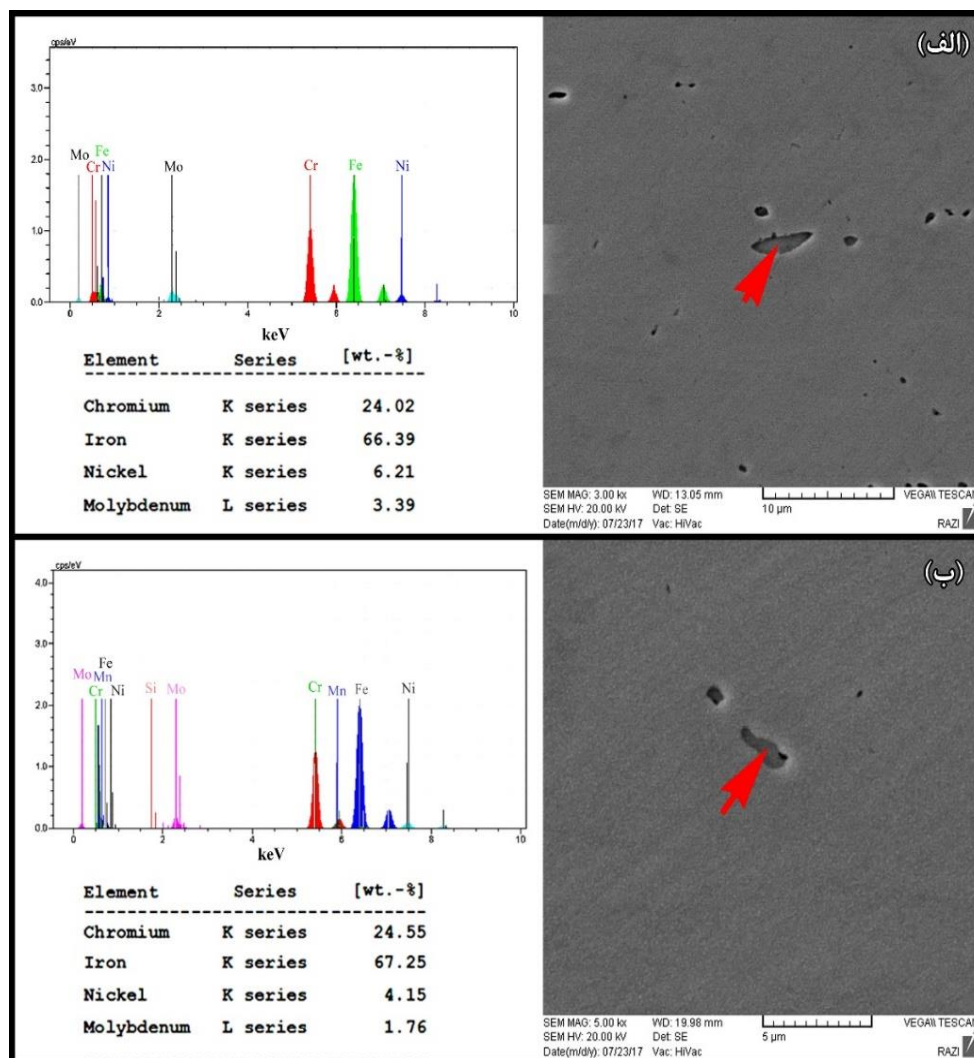 cps/eV
3.0
2.0
1.0
0.0
Mo
Cr
Fe
Ni
Mo
Cr
Fe
Ni
0 2 4 6 8 10
keV
Element Series [wt.-%]
Chromium K series 24.02
Iron K series 66.39
Nickel K series 6.21
Molybdenum L series 3.39
(الف)
SEM MAG: 3.00 kx WD: 13.05 mm VEGA\\ TESCAN
SEM HV: 20.00 kV Det: SE 10 µm
Date(m/d/y): 07/23/17 Vac: HiVac RAZI
cps/eV
4.0
3.0
2.0
1.0
0.0
Mo
Cr
Fe
Mn
Ni
Si
Mo
Cr
Mn
Fe
Ni
0 2 4 6 8 10
keV
Element Series [wt.-%]
Chromium K series 24.55
Iron K series 67.25
Nickel K series 4.15
Molybdenum L series 1.76
(ب)
SEM MAG: 5.00 kx WD: 19.98 mm VEGA\\ TESCAN
SEM HV: 20.00 kV Det: SE 5 µm
Date(m/d/y): 07/23/17 Vac: HiVac RAZI